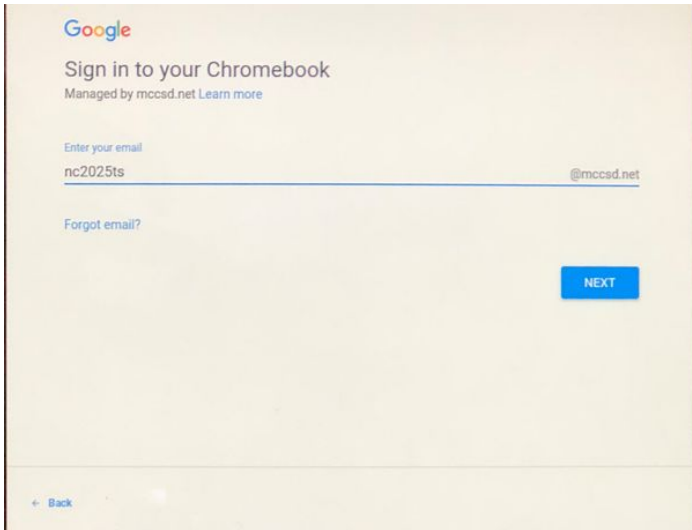 Google
Sign in to your Chromebook
Managed by mccsd.net Learn more
Enter your email
nc2025ts @mccsd.net
Forgot email?
NEXT
← Back